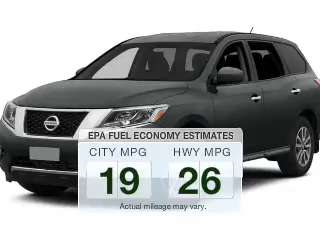 EPA FUEL ECONOMY ESTIMATES
CITY MPG HWY MPG
19 26
Actual mileage may vary.